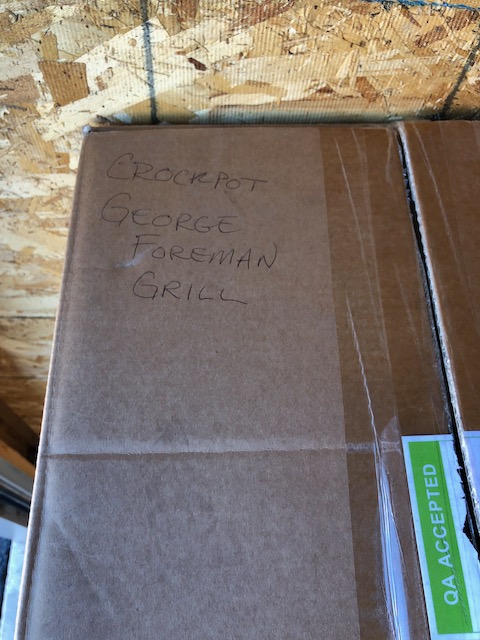 CROCKPOT
GEORGE
FOREMAN
GRILL
QA ACCEPTED